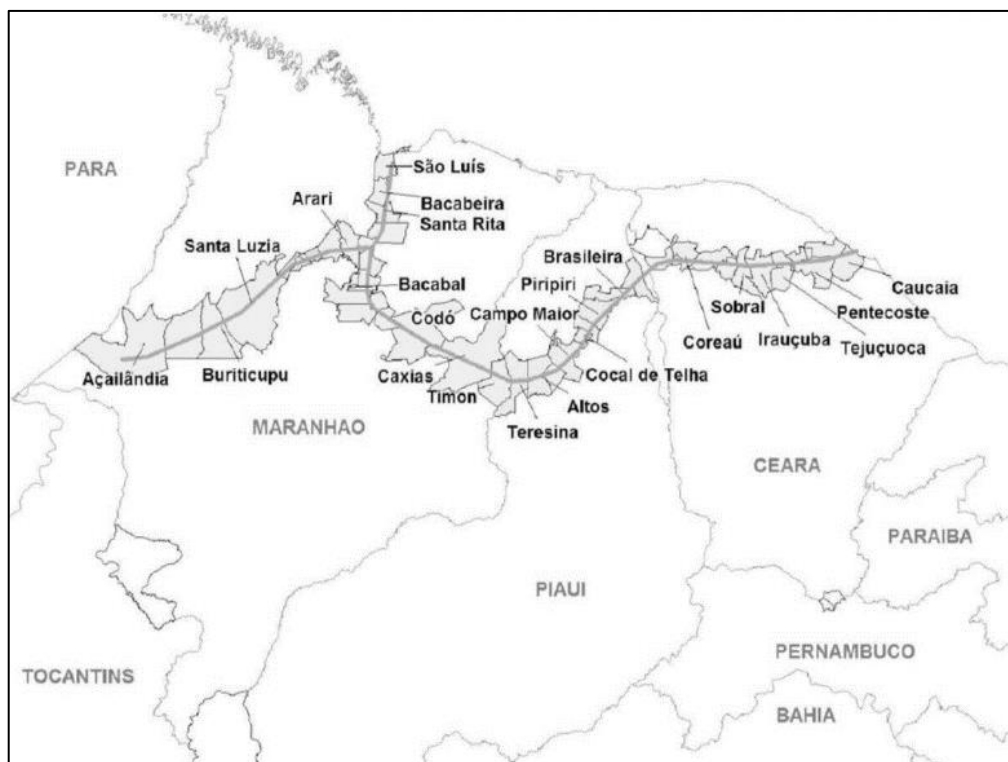 PARA
São Luís
Bacabeira
Arari
Santa Rita
Santa Luzia
Brasileira
Bacabal
Piripiri
Caucaia
Codó
Campo Maior
Sobral
Pentecoste
Coreaú
Irauçuba
Tejuçuoca
Açailândia
Buriticupu
Caxias
Cocal de Telha
Timon
Altos
MARANHAO
Teresina
CEARA
PARAIBA
PIAUI
PERNAMBUCO
TOCANTINS
BAHIA